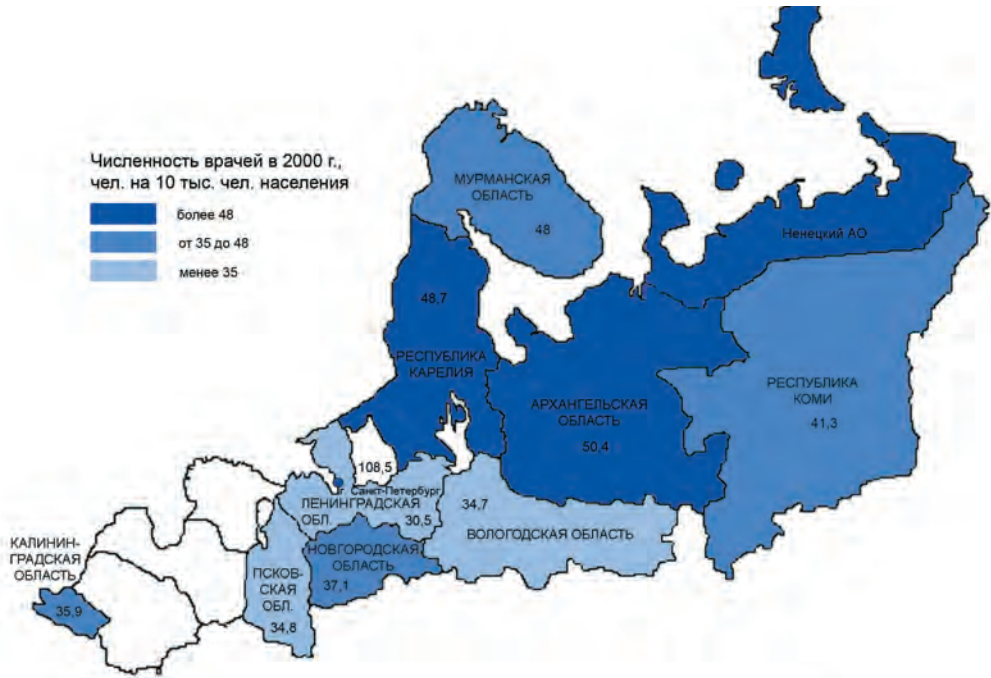 Численность врачей в 2000 г.,
чел. на 10 тыс. чел. населения
более 48
от 35 до 48
менее 35
МУРМАНСКАЯ
ОБЛАСТЬ
48
Ненецкий АО
48,7
РЕСПУБЛИКА
КАРЕЛИЯ
АРХАНГЕЛЬСКАЯ
ОБЛАСТЬ
50,4
РЕСПУБЛИКА
КОМИ
41,3
108,5
г. Санкт-Петербург
ЛЕНИНГРАДСКАЯ
ОБЛ.
30,5
34,7
ВОЛОГОДСКАЯ ОБЛАСТЬ
НОВГОРОДСКАЯ
ОБЛАСТЬ
37,1
ПСКОВ-
СКАЯ
ОБЛ.
34,8
КАЛИНИН-
ГРАДСКАЯ
ОБЛАСТЬ
35,9